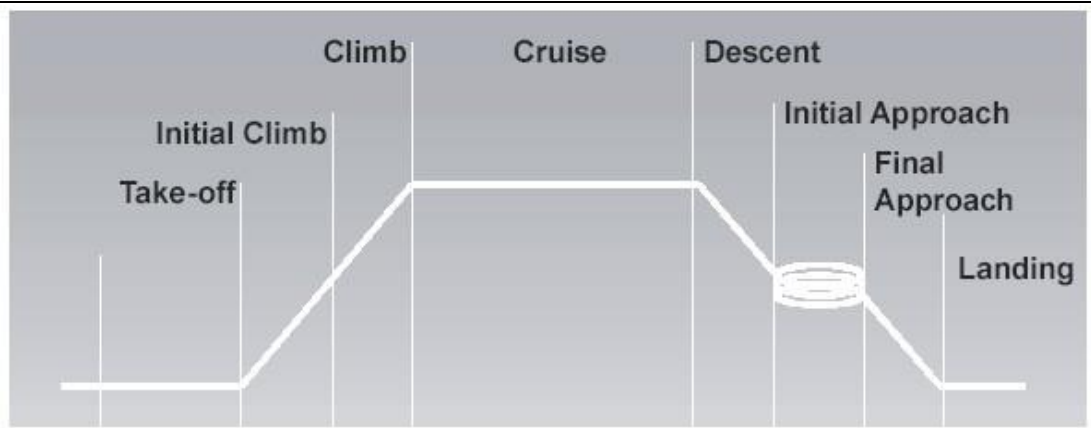 Climb
Cruise
Descent
Initial Approach
Initial Climb
Final
Approach
Take-off
Landing